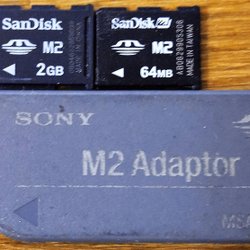 SanDisk
M2
2GB
SanDisk
M2
64MB
MADE IN TAIWAN
SONY
M2 Adaptor